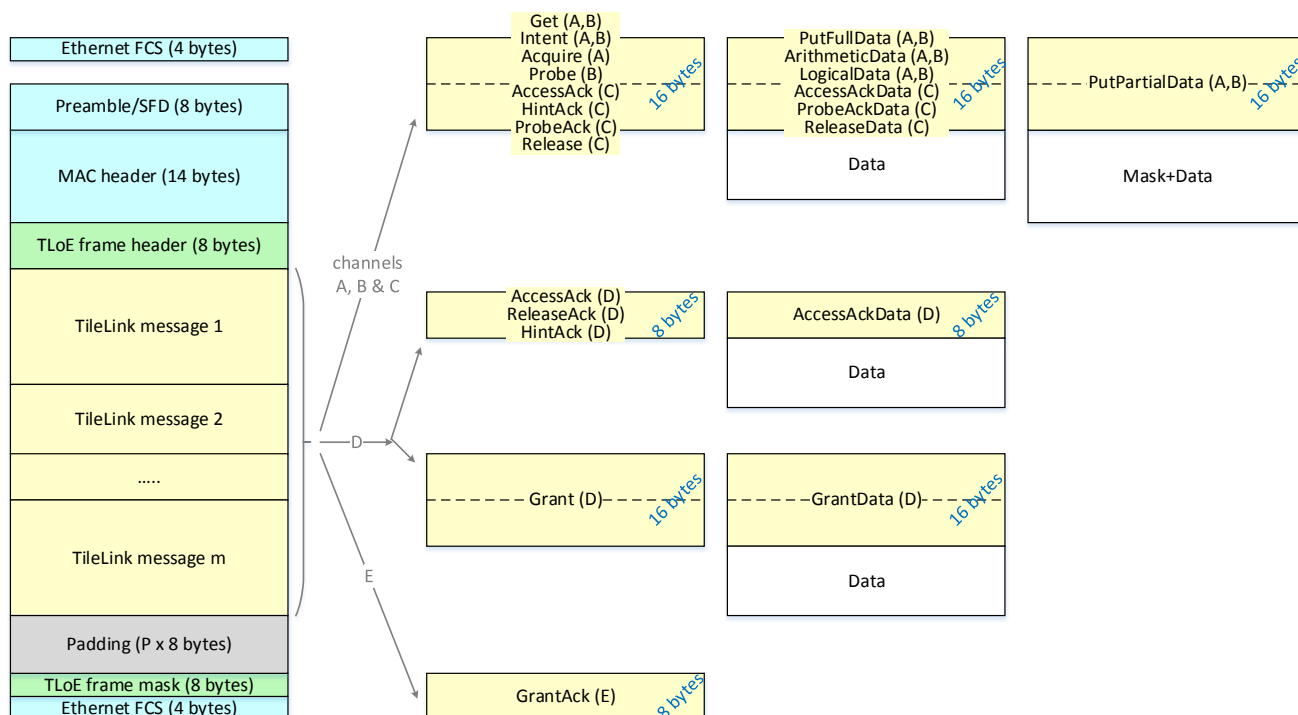 Ethernet FCS (4 bytes)
Preamble/SFD (8 bytes)
MAC header (14 bytes)
TLoE frame header (8 bytes)
TileLink message 1
TileLink message 2
.....
TileLink message m
Padding (P x 8 bytes)
TLoE frame mask (8 bytes)
Ethernet FCS (4 bytes)
channels
A, B & C
D
E
Get (A,B)
Intent (A,B)
Acquire (A)
Probe (B)
AccessAck (C)
HintAck (C)
ProbeAck (C)
Release (C)
16 bytes
PutFullData (A,B)
ArithmeticData (A,B)
LogicalData (A,B)
AccessAckData (C)
ProbeAckData (C)
ReleaseData (C)
16 bytes
Data
PutPartialData (A,B)
16 bytes
Mask+Data
AccessAck (D)
ReleaseAck (D)
HintAck (D)
8 bytes
AccessAckData (D)
8 bytes
Data
Grant (D)
16 bytes
GrantData (D)
16 bytes
Data
GrantAck (E)
8 bytes